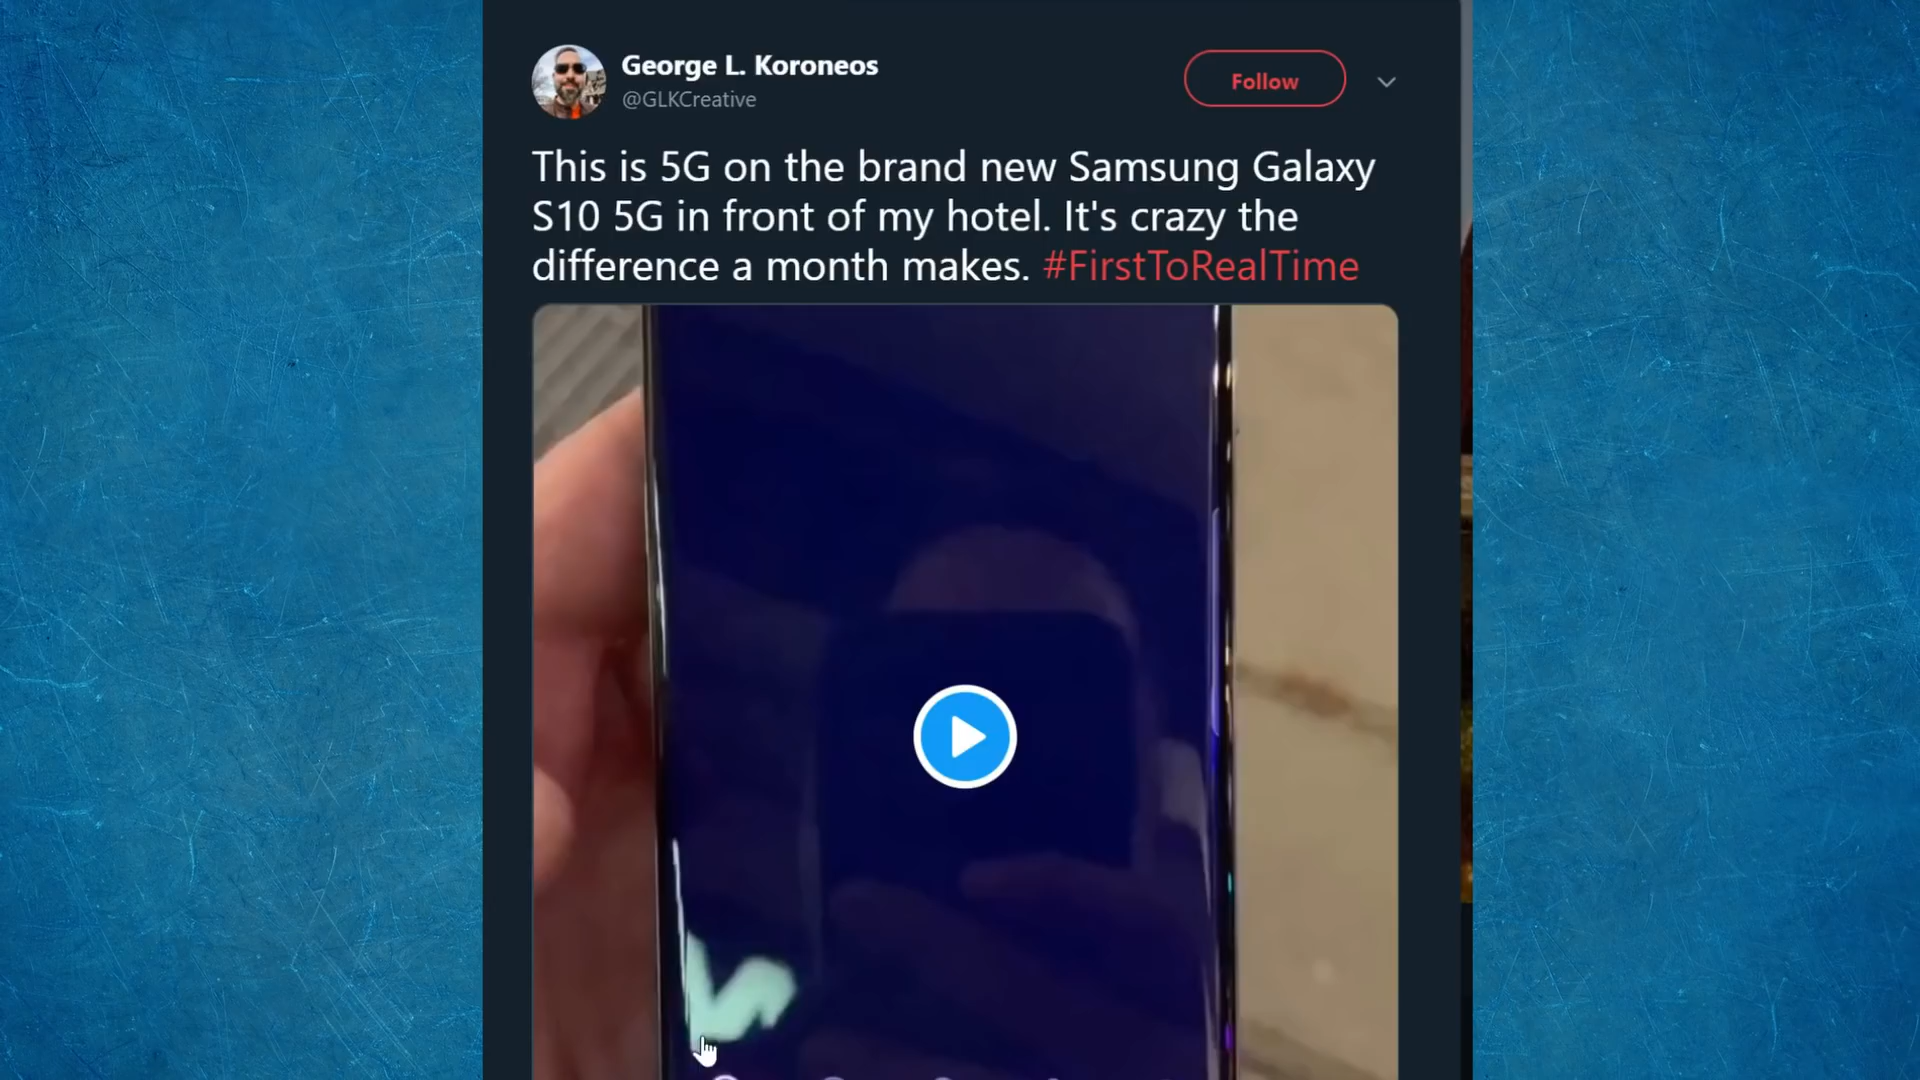 George L. Koroneos
@GLKCreative
Follow
This is 5G on the brand new Samsung Galaxy
S10 5G in front of my hotel. It's crazy the
difference a month makes. #FirstToRealTime